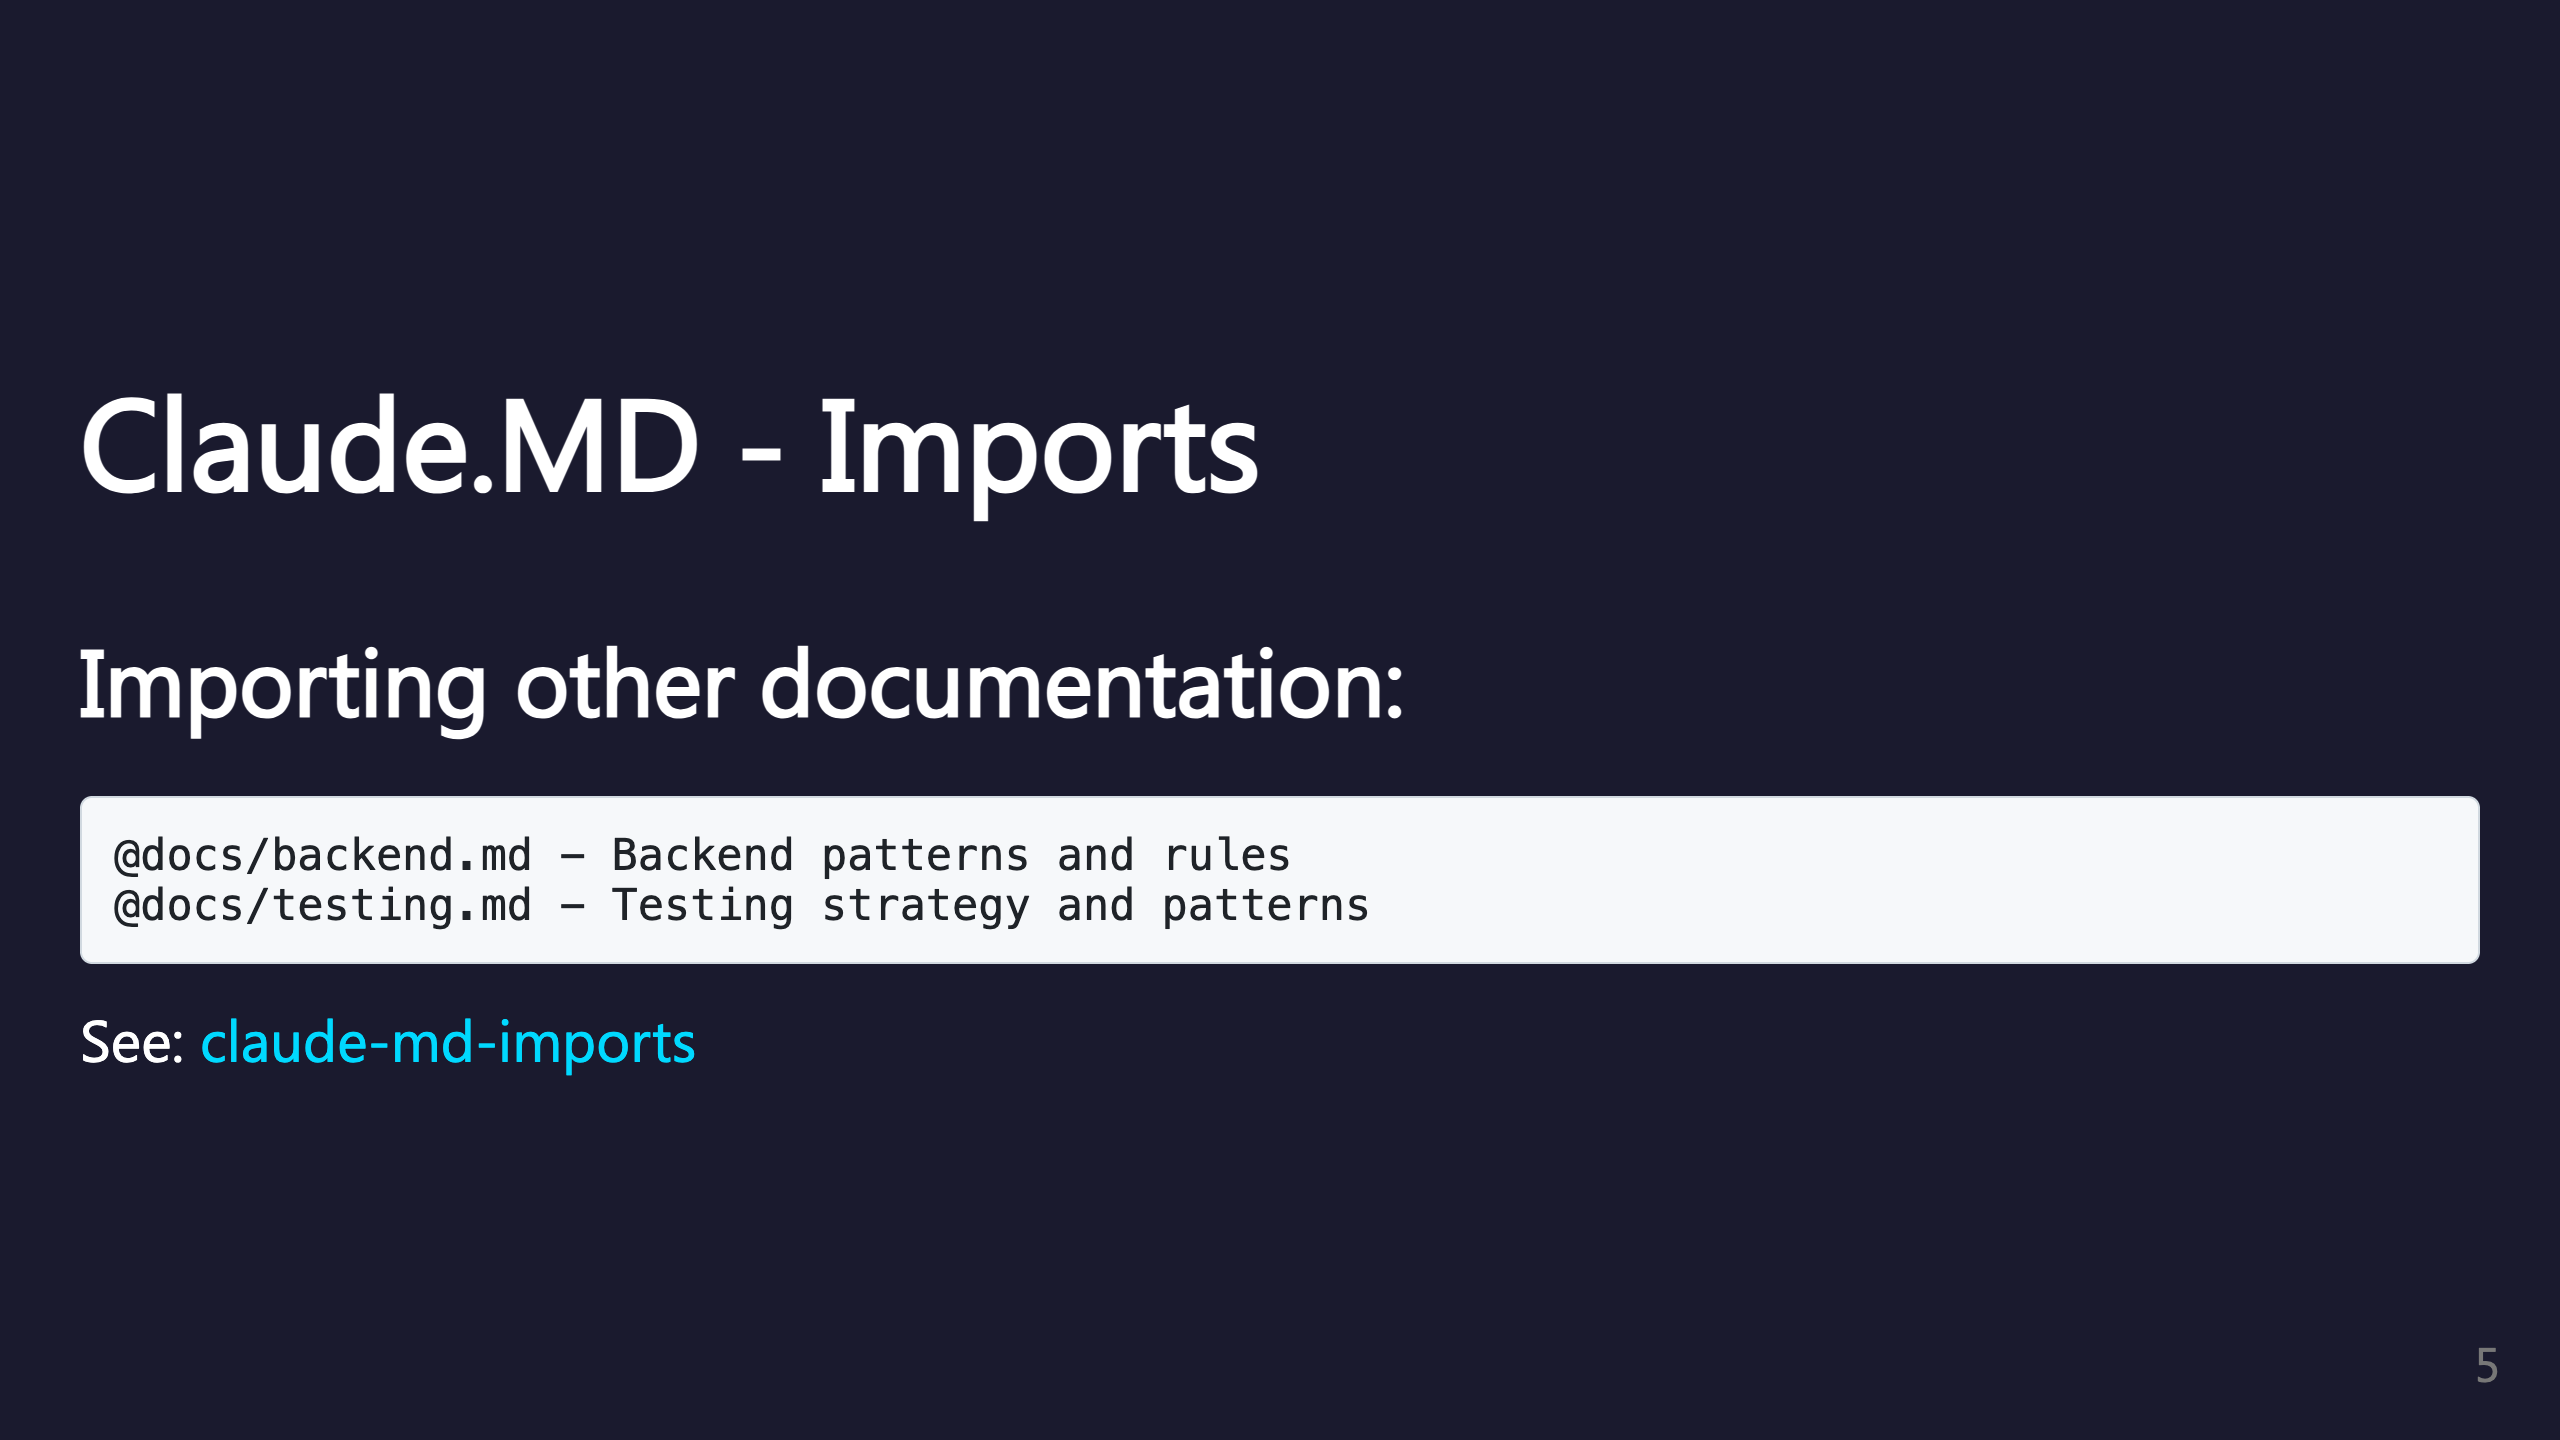 Claude.MD - Imports
Importing other documentation:
@docs/backend.md – Backend patterns and rules
@docs/testing.md – Testing strategy and patterns
See: claude-md-imports
5